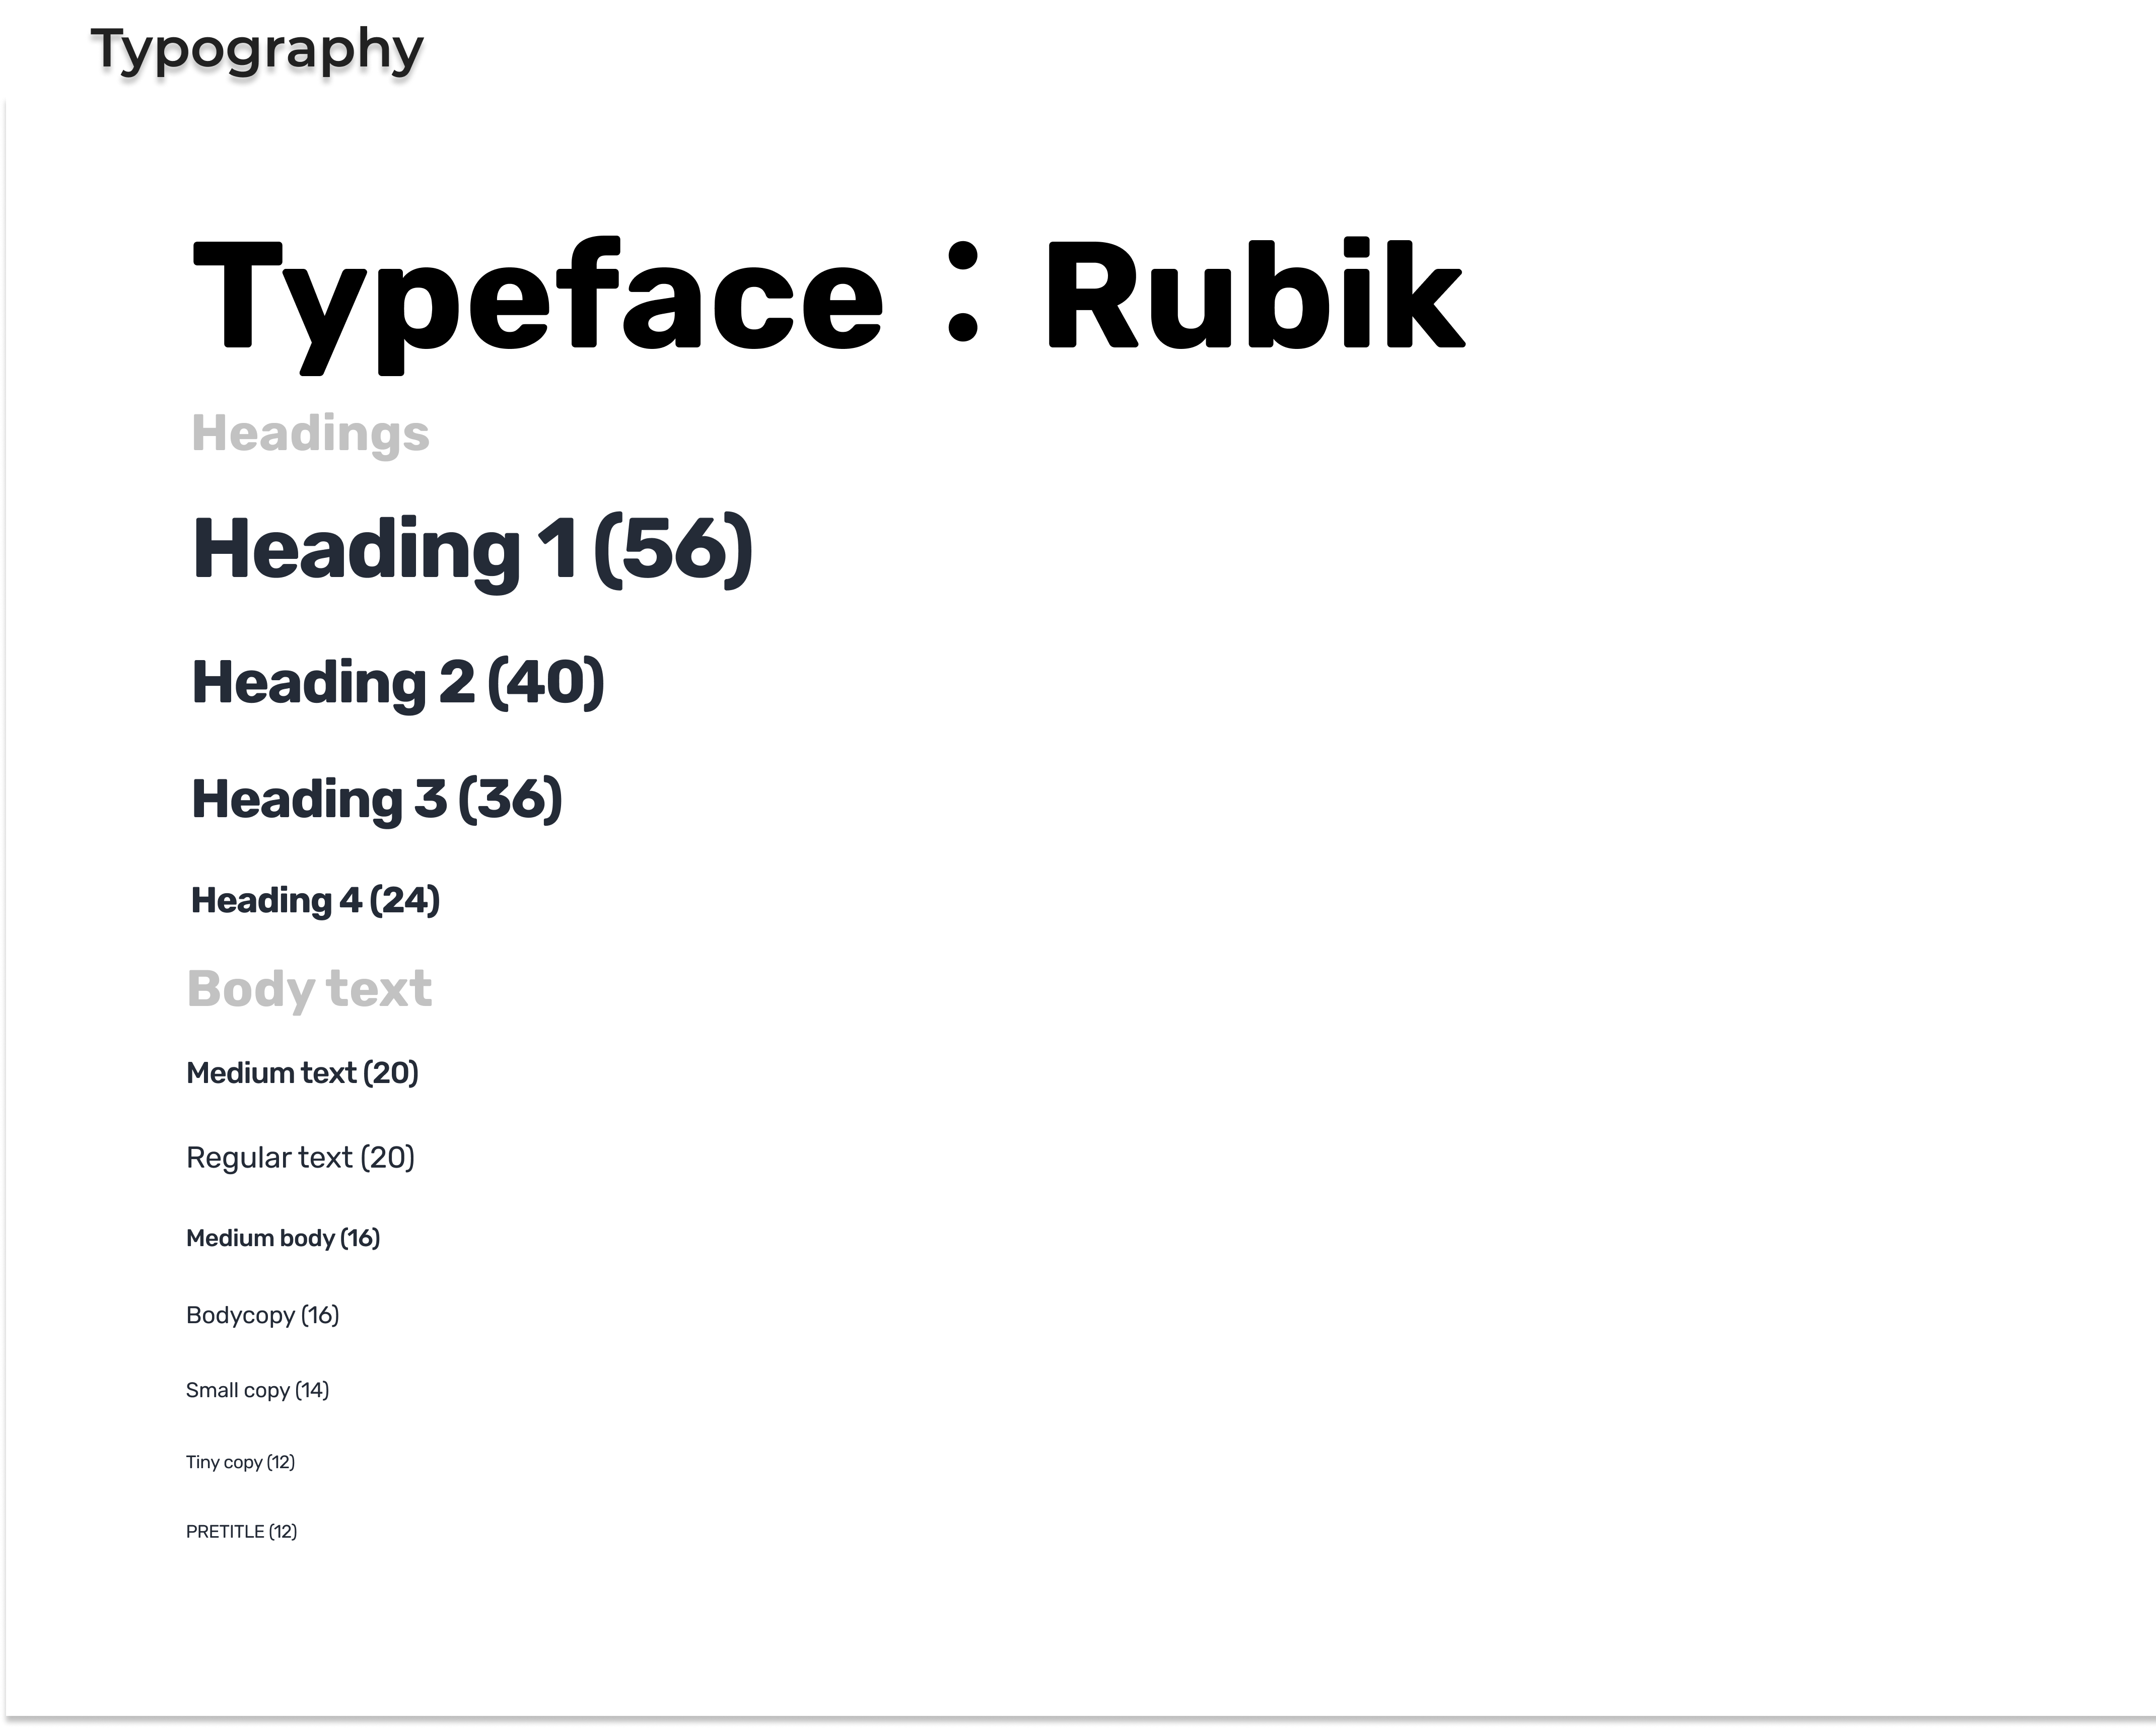 Typography
Typeface : Rubik
Headings
Heading 1 (56)
Heading 2 (40)
Heading 3 (36)
Heading 4 (24)
Body text
Medium text (20)
Regular text (20)
Medium body (16)
Bodycopy (16)
Small copy (14)
Tiny copy (12)
PRETITLE (12)